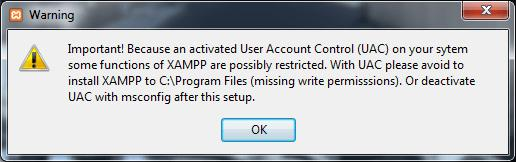 Warning
Important! Because an activated User Account Control (UAC) on your sytem
some functions of XAMPP are possibly restricted. With UAC please avoid to
install XAMPP to C:\Program Files (missing write permisssions). Or deactivate
UAC with msconfig after this setup.
OK